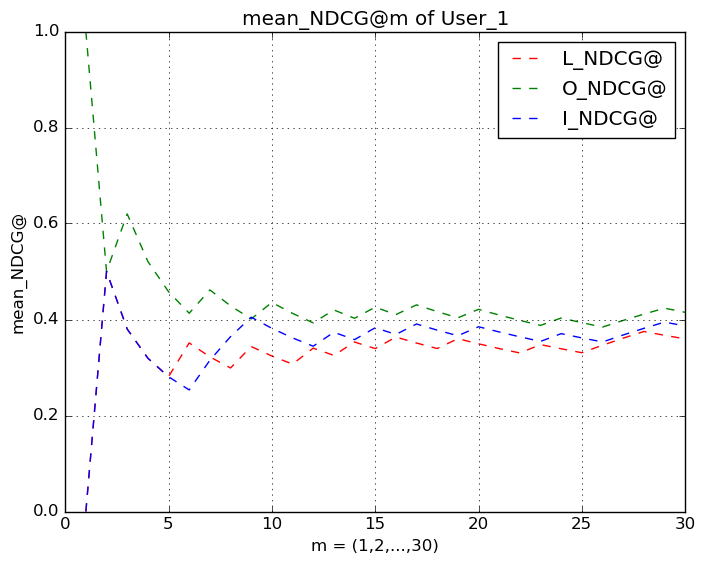 mean_NDCG@m of User_1
1.0
0.8
0.6
0.4
0.2
0.0
mean_NDCG@
L_NDCG@
O_NDCG@
I_NDCG@
0 5 10 15 20 25 30
m = (1,2,...,30)